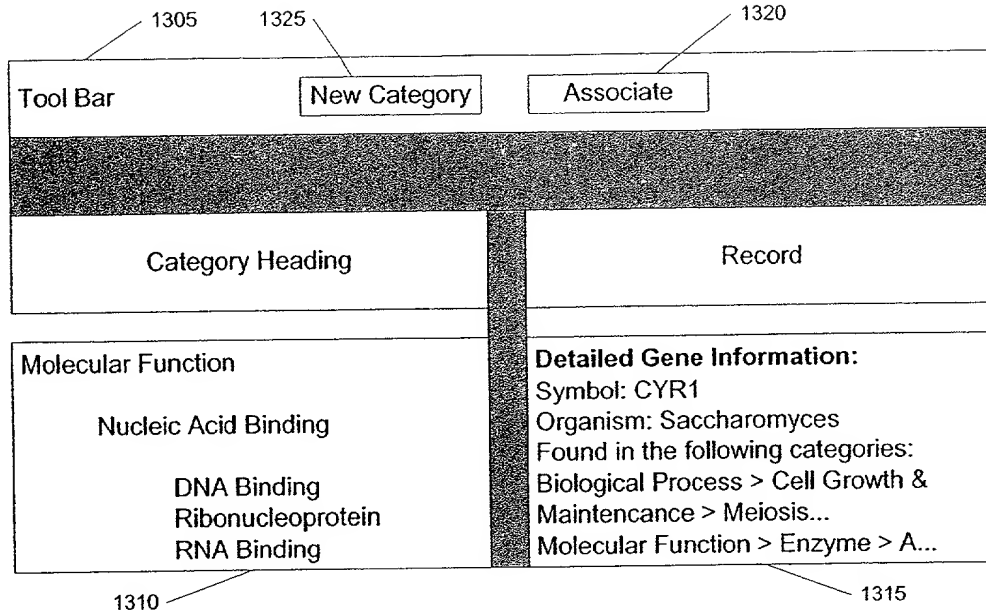 1305
1325
1320
Tool Bar
New Category
Associate
Category Heading
Record
Molecular Function
Nucleic Acid Binding
DNA Binding
Ribonucleoprotein
RNA Binding
Detailed Gene Information:
Symbol: CYR1
Organism: Saccharomyces
Found in the following categories:
Biological Process > Cell Growth &
Maintencance > Meiosis...
Molecular Function > Enzyme > A...
1310
1315